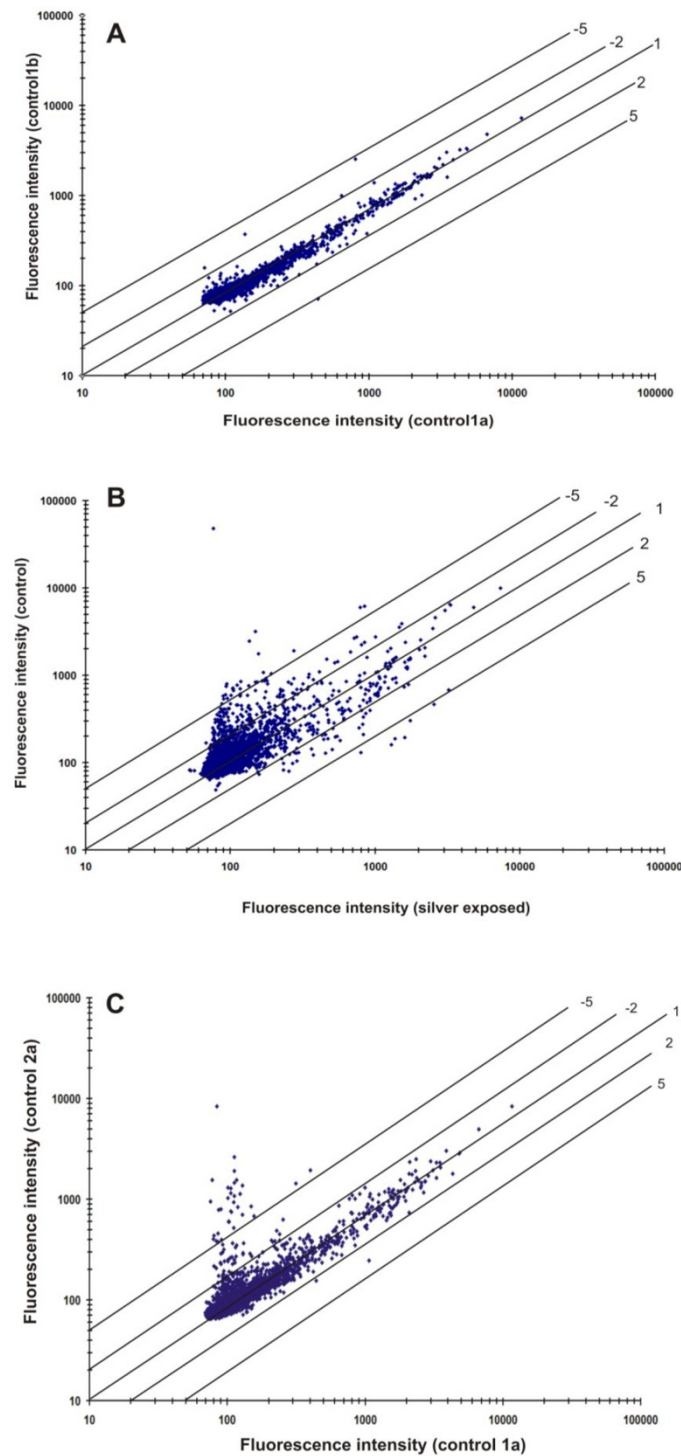 A
100000
10000
1000
100
10
Fluorescence intensity (control1b)
-5
-2
1
2
5
10 100 1000 10000 100000
Fluorescence intensity (control1a)
B
100000
10000
1000
100
10
Fluorescence intensity (control)
-5
-2
1
2
5
10 100 1000 10000 100000
Fluorescence intensity (silver exposed)
C
100000
10000
1000
100
10
Fluorescence intensity (control 2a)
-5
-2
1
2
5
10 100 1000 10000 100000
Fluorescence intensity (control 1a)